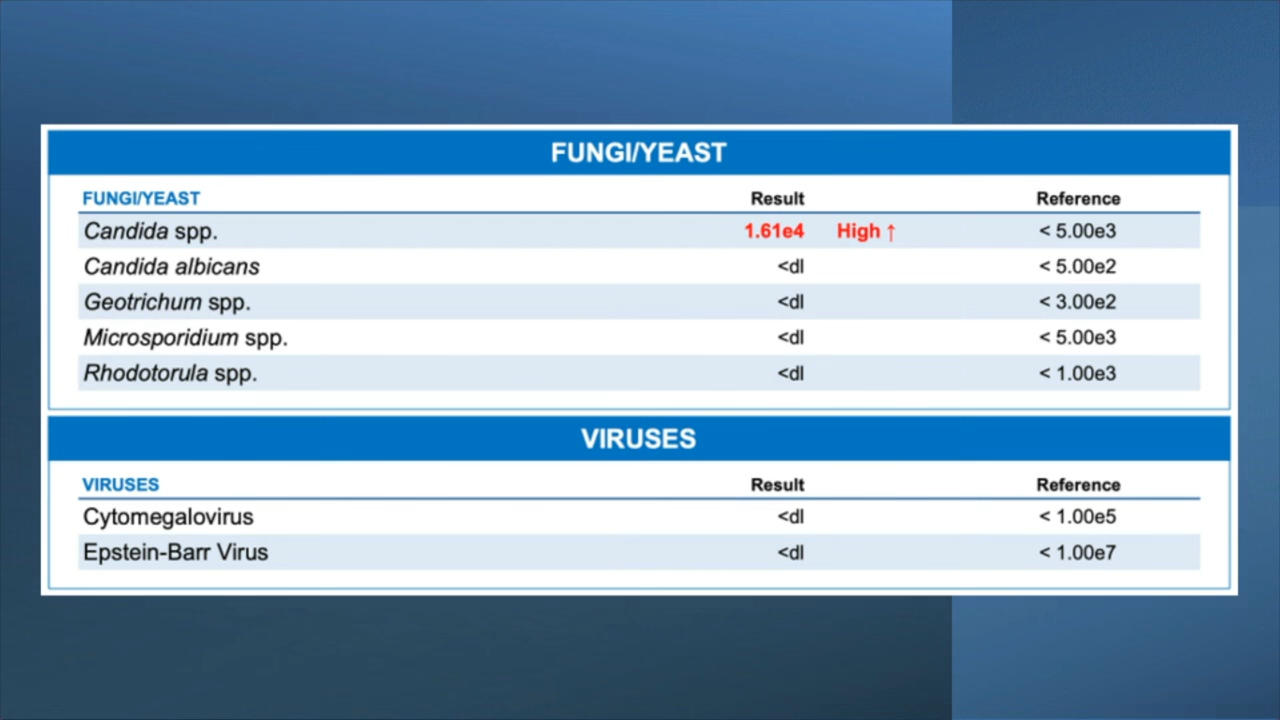 FUNGI/YEAST
FUNGI/YEAST Result Reference
Candida spp. 1.61e4 High ↑ < 5.00e3
Candida albicans <dl < 5.00e2
Geotrichum spp. <dl < 3.00e2
Microsporidium spp. <dl < 5.00e3
Rhodotorula spp. <dl < 1.00e3
VIRUSES
VIRUSES Result Reference
Cytomegalovirus <dl < 1.00e5
Epstein-Barr Virus <dl < 1.00e7